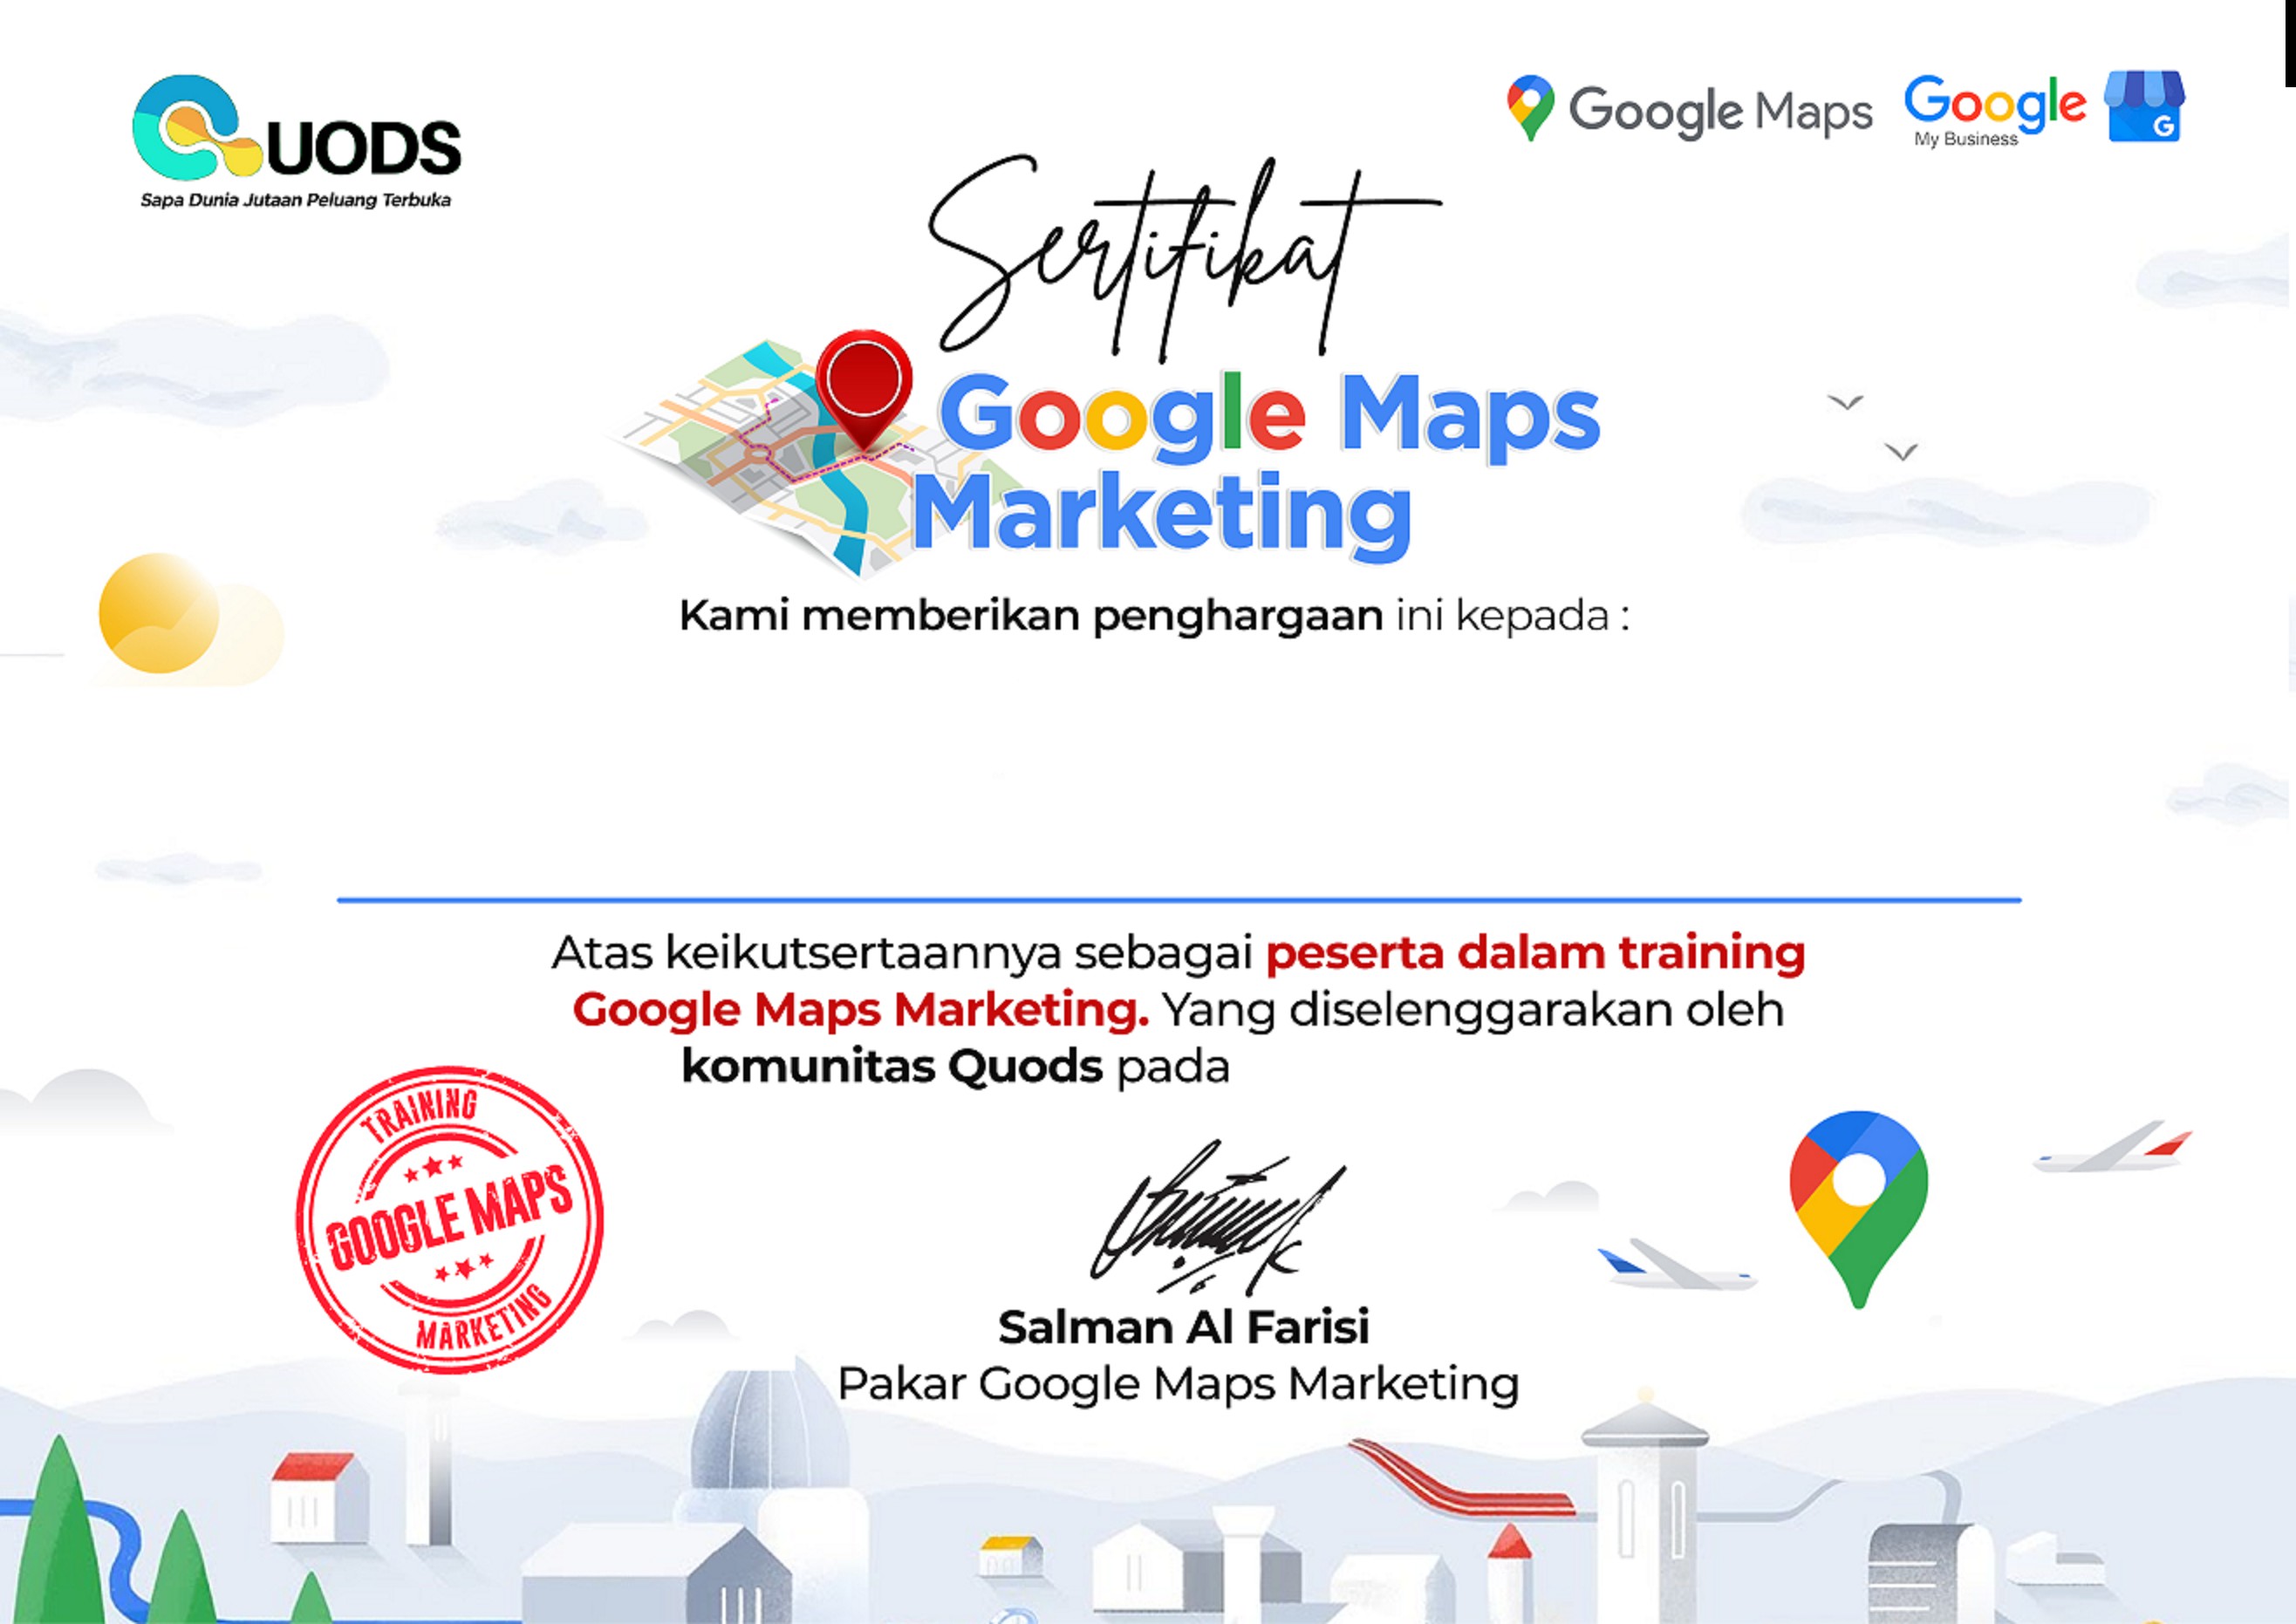 QUODS
Sapa Dunia Jutaan Peluang Terbuka
Google Maps
Google
My Business
G
Sertifikat
Google Maps
Marketing
Kami memberikan penghargaan ini kepada :
Atas keikutsertaannya sebagai peserta dalam training
Google Maps Marketing. Yang diselenggarakan oleh
komunitas Quods pada
TRAINING
GOOGLE MAPS
MARKETING
Salman Al Farisi
Pakar Google Maps Marketing